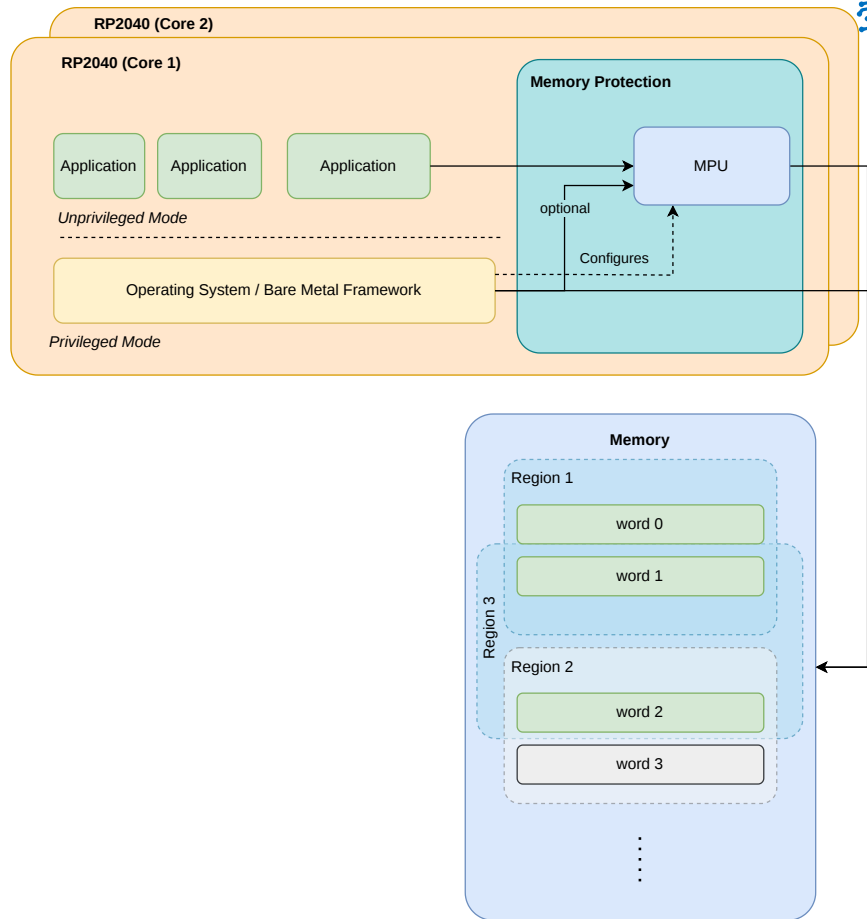 RP2040 (Core 2)
RP2040 (Core 1)
Memory Protection
Application
Application
Application
MPU
Unprivileged Mode
optional
Configures
Operating System / Bare Metal Framework
Privileged Mode
Memory
Region 1
word 0
word 1
Region 3
Region 2
word 2
word 3